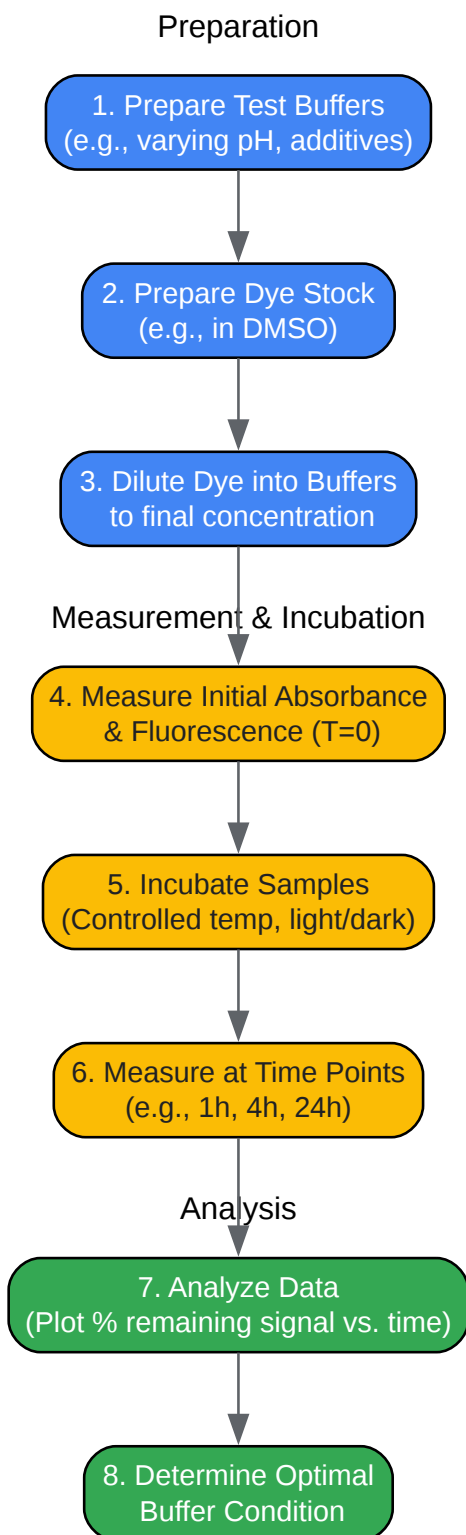 Preparation
1. Prepare Test Buffers
(e.g., varying pH, additives)
2. Prepare Dye Stock
(e.g., in DMSO)
3. Dilute Dye into Buffers
to final concentration
Measurement & Incubation
4. Measure Initial Absorbance
& Fluorescence (T=0)
5. Incubate Samples
(Controlled temp, light/dark)
6. Measure at Time Points
(e.g., 1h, 4h, 24h)
Analysis
7. Analyze Data
(Plot % remaining signal vs. time)
8. Determine Optimal
Buffer Condition